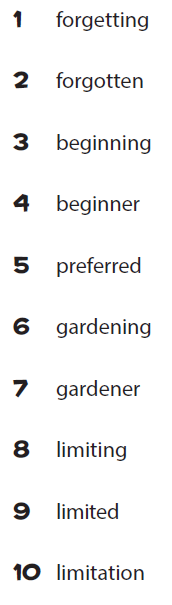 1 forgetting
2 forgotten
3 beginning
4 beginner
5 preferred
6 gardening
7 gardener
8 limiting
9 limited
10 limitation